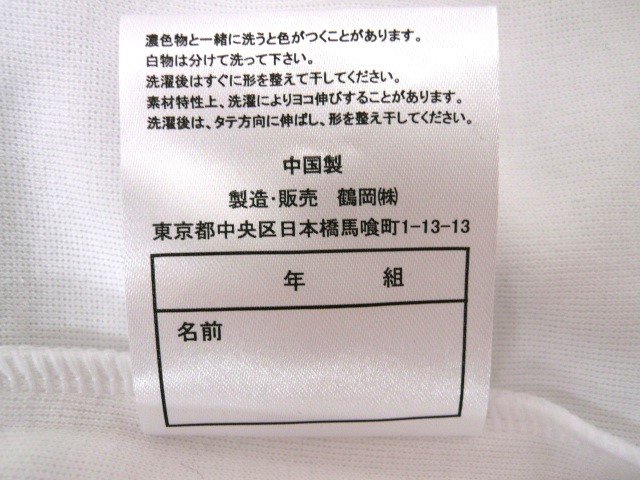 濃色物と一緒に洗うと色がつくことがあります。
白物は分けて洗って下さい。
洗濯後はすぐに形を整えて干してください。
素材特性上、洗濯によりヨコ伸びすることがあります。
洗濯後は、タテ方向に伸ばし、形を整え干してください。
中国製
製造・販売　鶴岡㈱
東京都中央区日本橋馬喰町1-13-13
年　組
名前